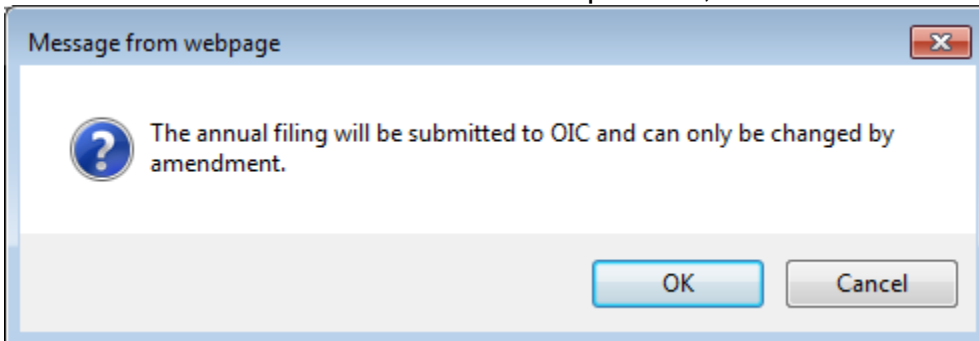 Message from webpage
The annual filing will be submitted to OIC and can only be changed by
amendment.
OK
Cancel